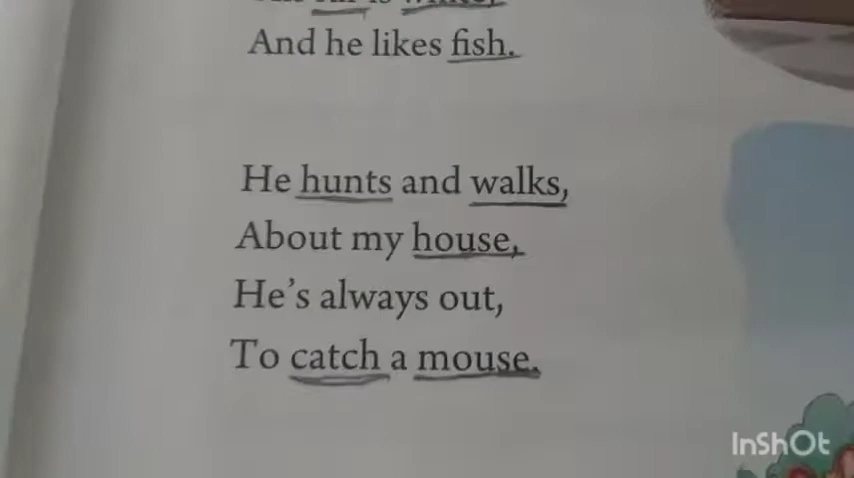 And he likes fish.
He hunts and walks,
About my house,
He's always out,
To catch a mouse.
InShOt